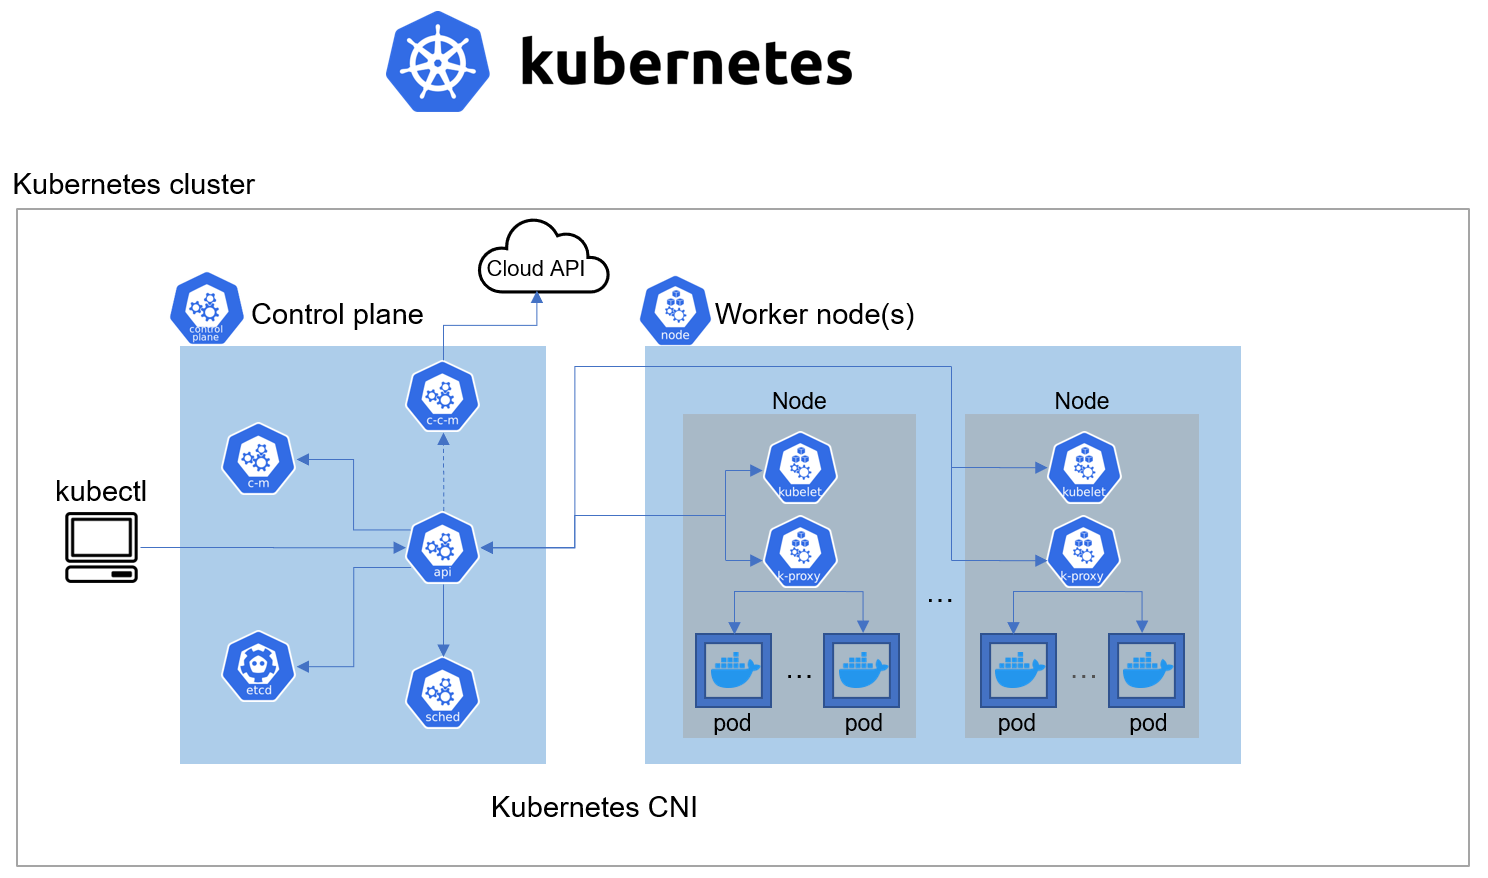 kubernetes
Kubernetes cluster
Cloud API
control
plane
Control plane
node
Worker node(s)
c-c-m
c-m
kubectl
api
etcd
sched
Node
Node
kubelet
kubelet
k-proxy
k-proxy
...
...
...
pod
pod
pod
pod
Kubernetes CNI